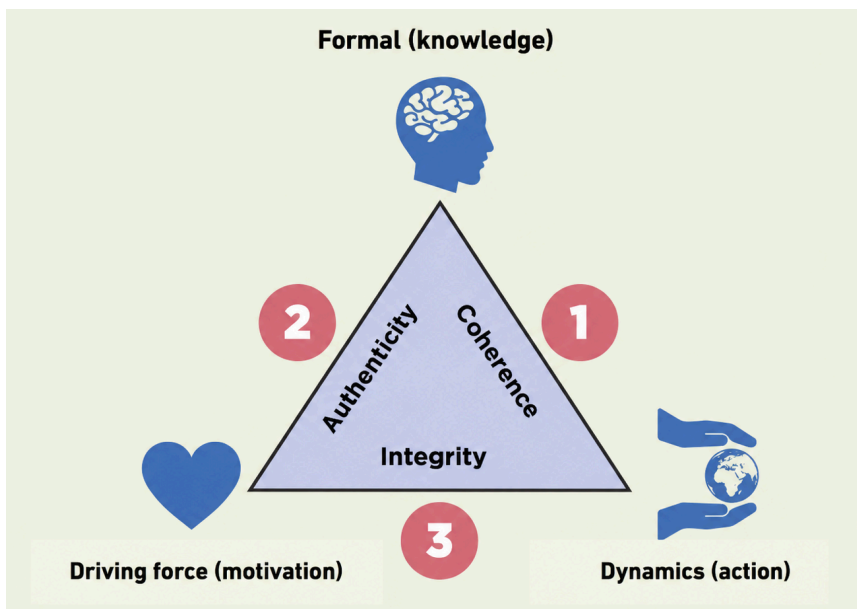 Formal (knowledge)
2
1
Authenticity
Coherence
Integrity
3
Driving force (motivation)
Dynamics (action)